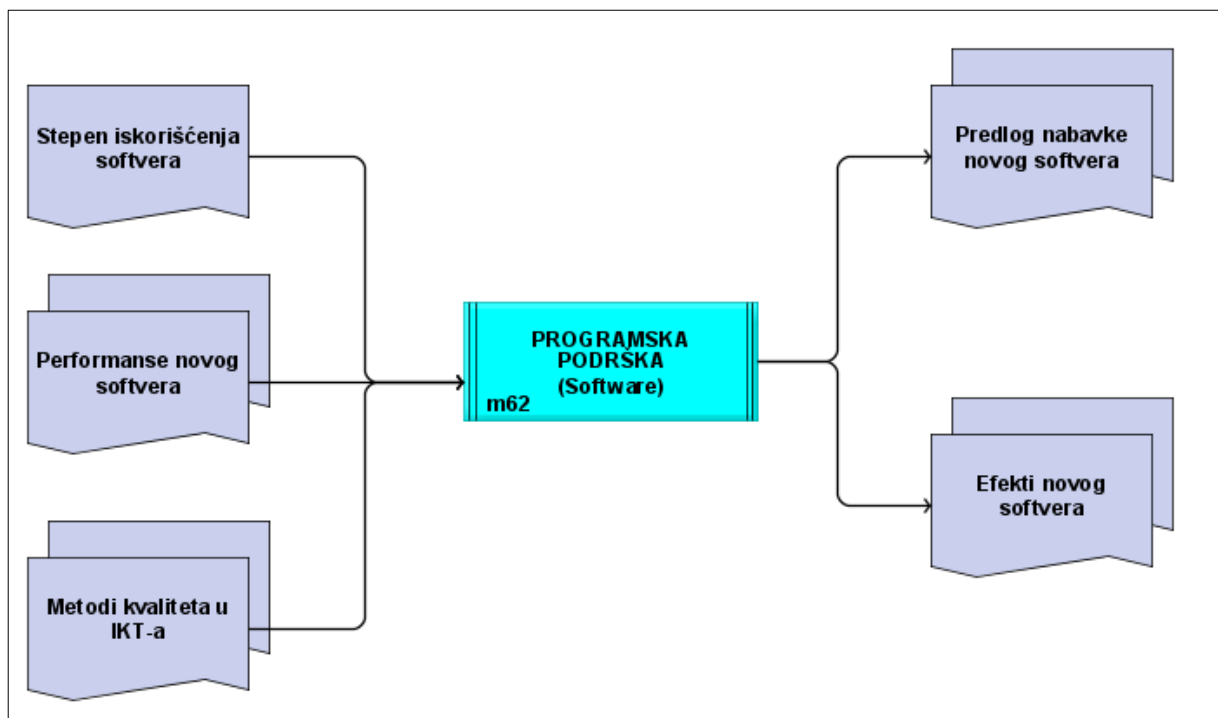 Stepen iskorišćenja
softvera
Performanse novog
softvera
Metodi kvaliteta u
IKT-a
PROGRAMSKA
PODRŠKA
(Software)
m62
Predlog nabavke
novog softvera
Efekti novog
softvera